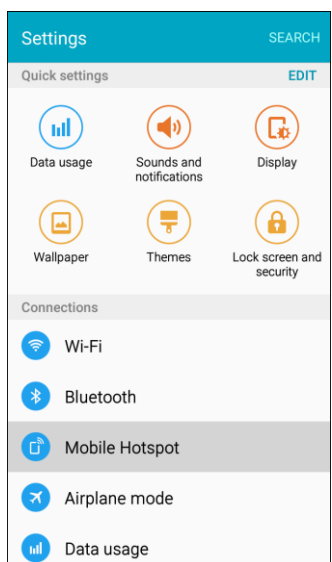 Settings SEARCH
Quick settings EDIT
Data usage
Sounds and
notifications
Display
Wallpaper
Themes
Lock screen and
security
Connections
Wi-Fi
Bluetooth
Mobile Hotspot
Airplane mode
Data usage